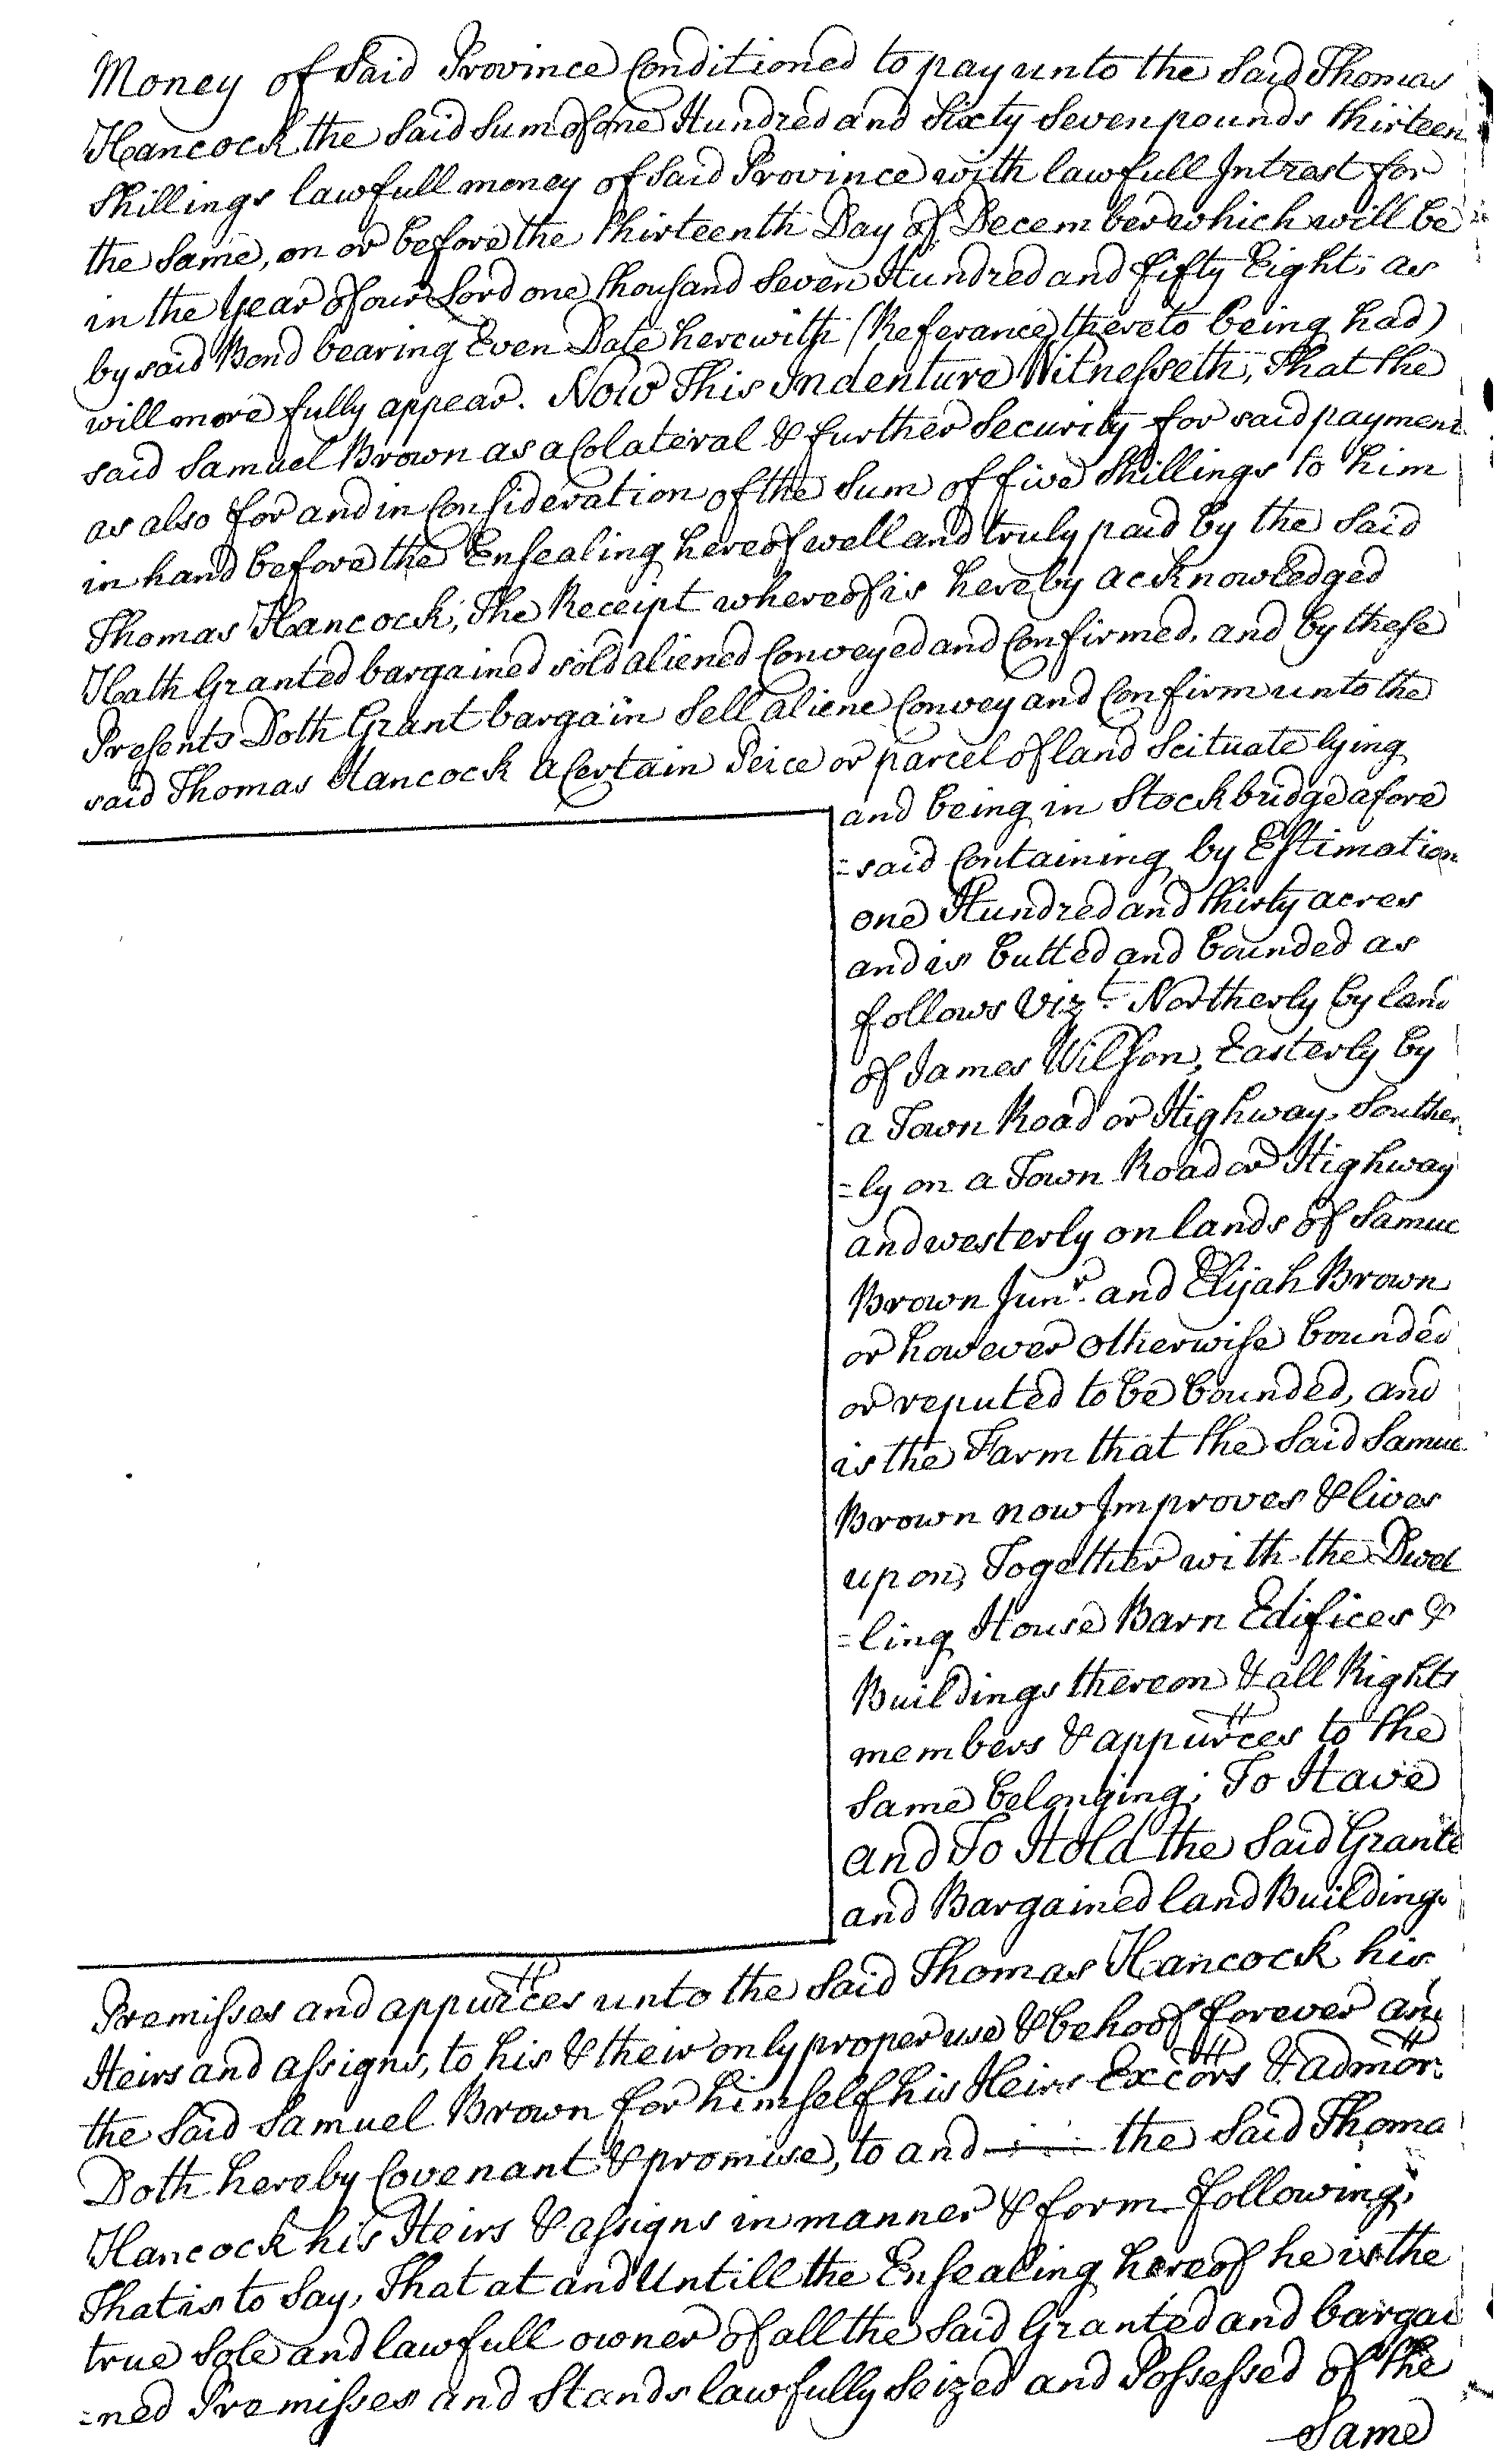 Money of Said Province Conditioned to pay unto the Said Thomas
Hancock the Said Sum of one Hundred and Sixty Seven pounds thirteen
Shillings lawfull money of Said Province with lawfull Intrast for
the Same, on or before the thirteenth Day of December which will be
in the Year of our Lord one thousand Seven Hundred and fifty Eight; as
by said Bond bearing Even Date herewith (Referance thereto being had)
will more fully appear. Now This Indenture Witnesseth, That the
said Samuel Brown as a Colateral & further Security for said payment
as also for and in Consideration of the Sum of five Shillings to him
in hand before the Ensealing hereof well and truly paid by the Said
Thomas Hancock, The Receipt whereof is hereby acknowledged
Hath Granted bargained sold aliened Conveyed and Confirmed, and by these
Presents Doth Grant bargain Sell aliene Convey and Confirm unto the
said Thomas Hancock a Certain Peice or parcel of land Scituate lying
and being in Stockbridge afore
=said Containing by Estimation
one Hundred and thirty acres
and is butted and bounded as
follows Vizt. Northerly by land
of James Wilson, Easterly by
a Town Road or Highway, Souther
=ly on a Town Road or Highway
and westerly on lands of Samue
Brown Junr. and Elijah Brown
or however otherwise bounded
or reputed to be bounded, and
is the Farm that the Said Samue
Brown now Improves & lives
upon, Together with the Dwel
=ling House Barn Edifices &
Buildings thereon & all Rights
members & appurces to the
Same belonging; To Have
and To Hold the Said Grante
and Bargained land Buildings
Premisses and appurces unto the Said Thomas Hancock his
Heirs and assigns, to his & their only proper use & behoof forever and
the Said Samuel Brown for himself his Heirs Excors & admors
Doth hereby Covenant & promise, to and the Said Thoma
Hancock his Heirs & assigns in manner & form following,
That is to Say, That at and Untill the Ensealing hereof he is the
true Sole and lawfull owner of all the Said Granted and bargai
=ned Premisses and Stands lawfully Seized and Possessed of the
Same